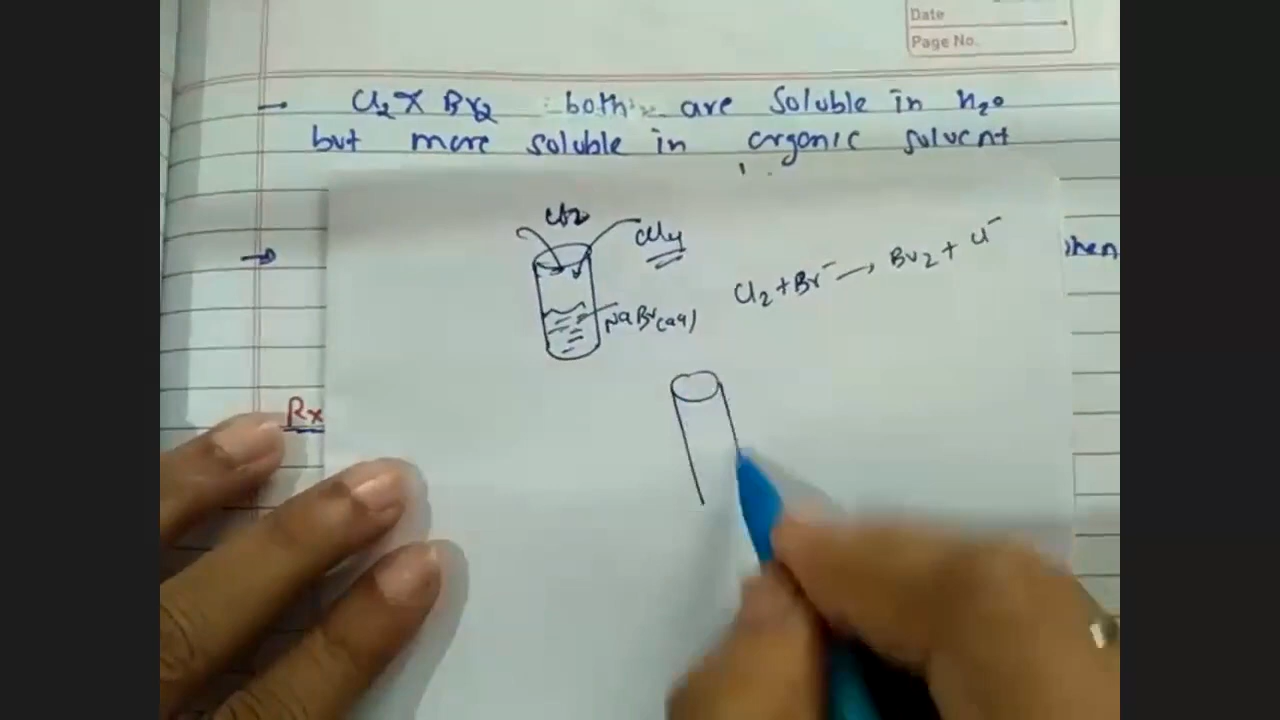 Date
Page No.
→ Cl2 & Br2 both are soluble in H2O
but more soluble in organic solvent
Cl2
CCl4
Cl2 + Br⁻ → Br2 + Cl⁻
→ when
NaBr(aq)
Rx